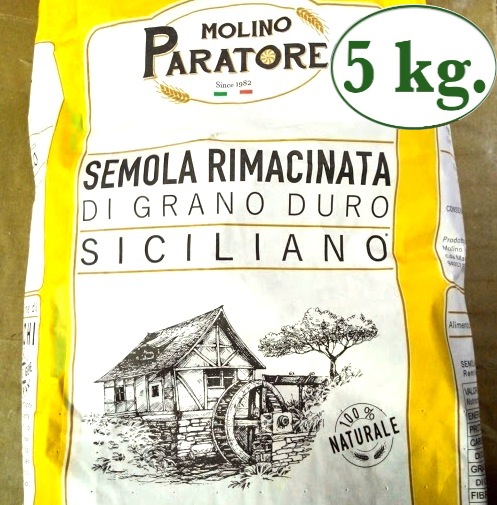 MOLINO
PARATORE
Since 1982
5 kg.
SEMOLA RIMACINATA
DI GRANO DURO
SICILIANO
100%
NATURALE